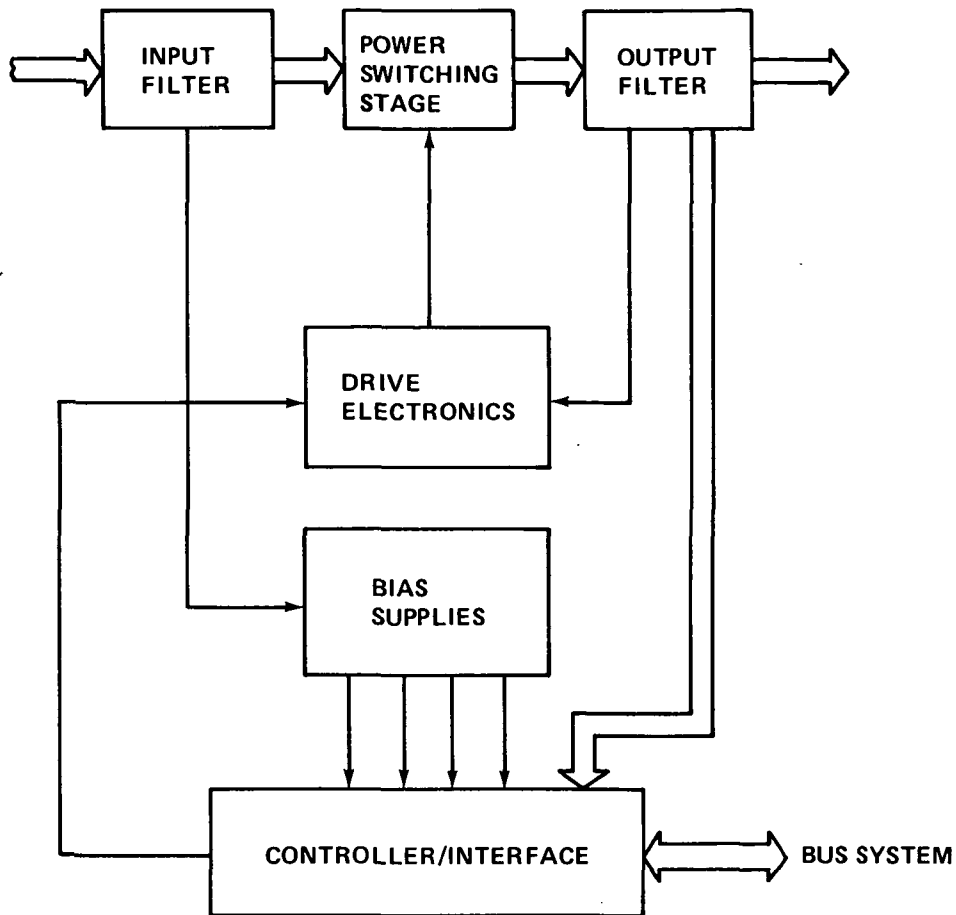 INPUT
FILTER
POWER
SWITCHING
STAGE
OUTPUT
FILTER
DRIVE
ELECTRONICS
BIAS
SUPPLIES
CONTROLLER/INTERFACE
BUS SYSTEM